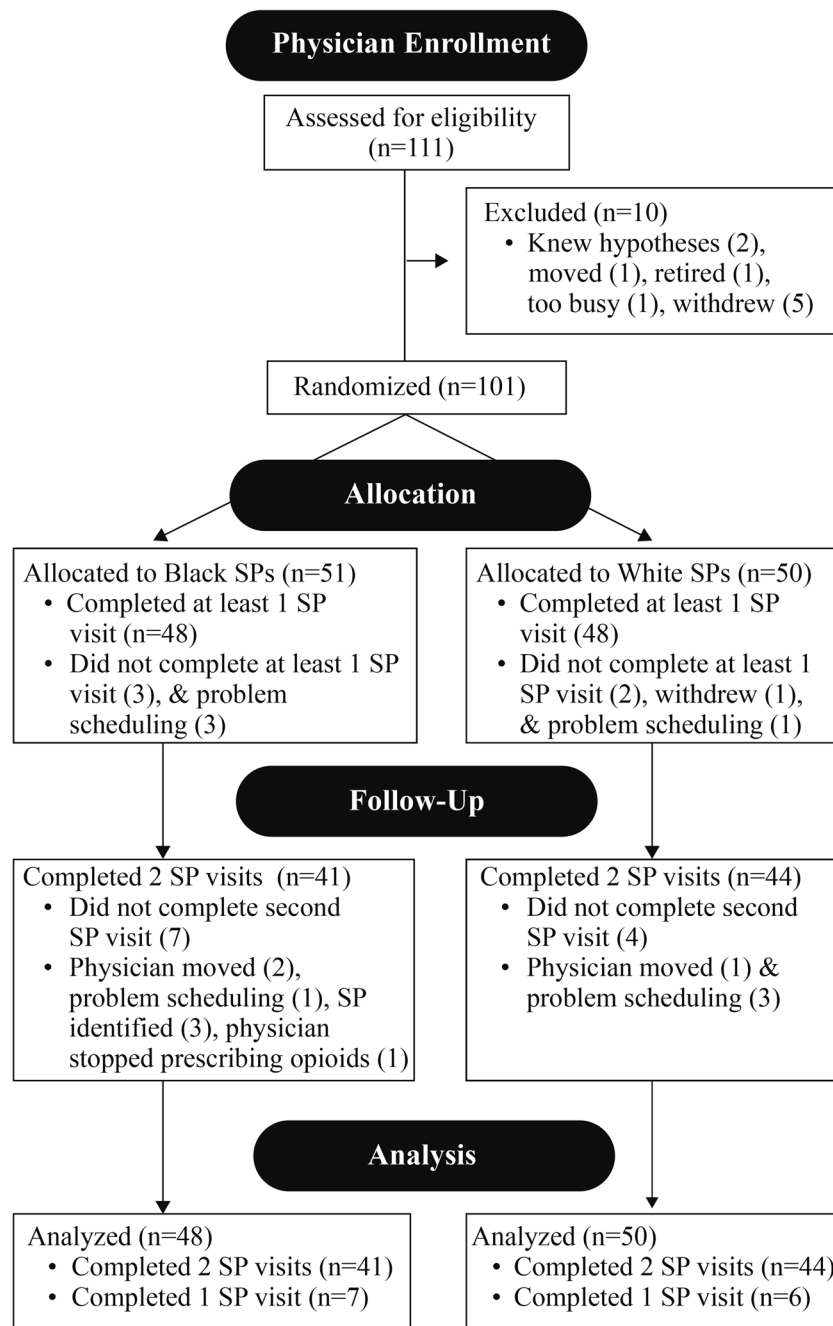 Physician Enrollment
Assessed for eligibility
(n=111)
Excluded (n=10)
• Knew hypotheses (2),
moved (1), retired (1),
too busy (1), withdrew (5)
Randomized (n=101)
Allocation
Allocated to Black SPs (n=51)
• Completed at least 1 SP
visit (n=48)
• Did not complete at least 1 SP
visit (3), & problem
scheduling (3)
Allocated to White SPs (n=50)
• Completed at least 1 SP
visit (48)
• Did not complete at least 1
SP visit (2), withdrew (1),
& problem scheduling (1)
Follow-Up
Completed 2 SP visits (n=41)
• Did not complete second
SP visit (7)
• Physician moved (2),
problem scheduling (1), SP
identified (3), physician
stopped prescribing opioids (1)
Completed 2 SP visits (n=44)
• Did not complete second
SP visit (4)
• Physician moved (1) &
problem scheduling (3)
Analysis
Analyzed (n=48)
• Completed 2 SP visits (n=41)
• Completed 1 SP visit (n=7)
Analyzed (n=50)
• Completed 2 SP visits (n=44)
• Completed 1 SP visit (n=6)